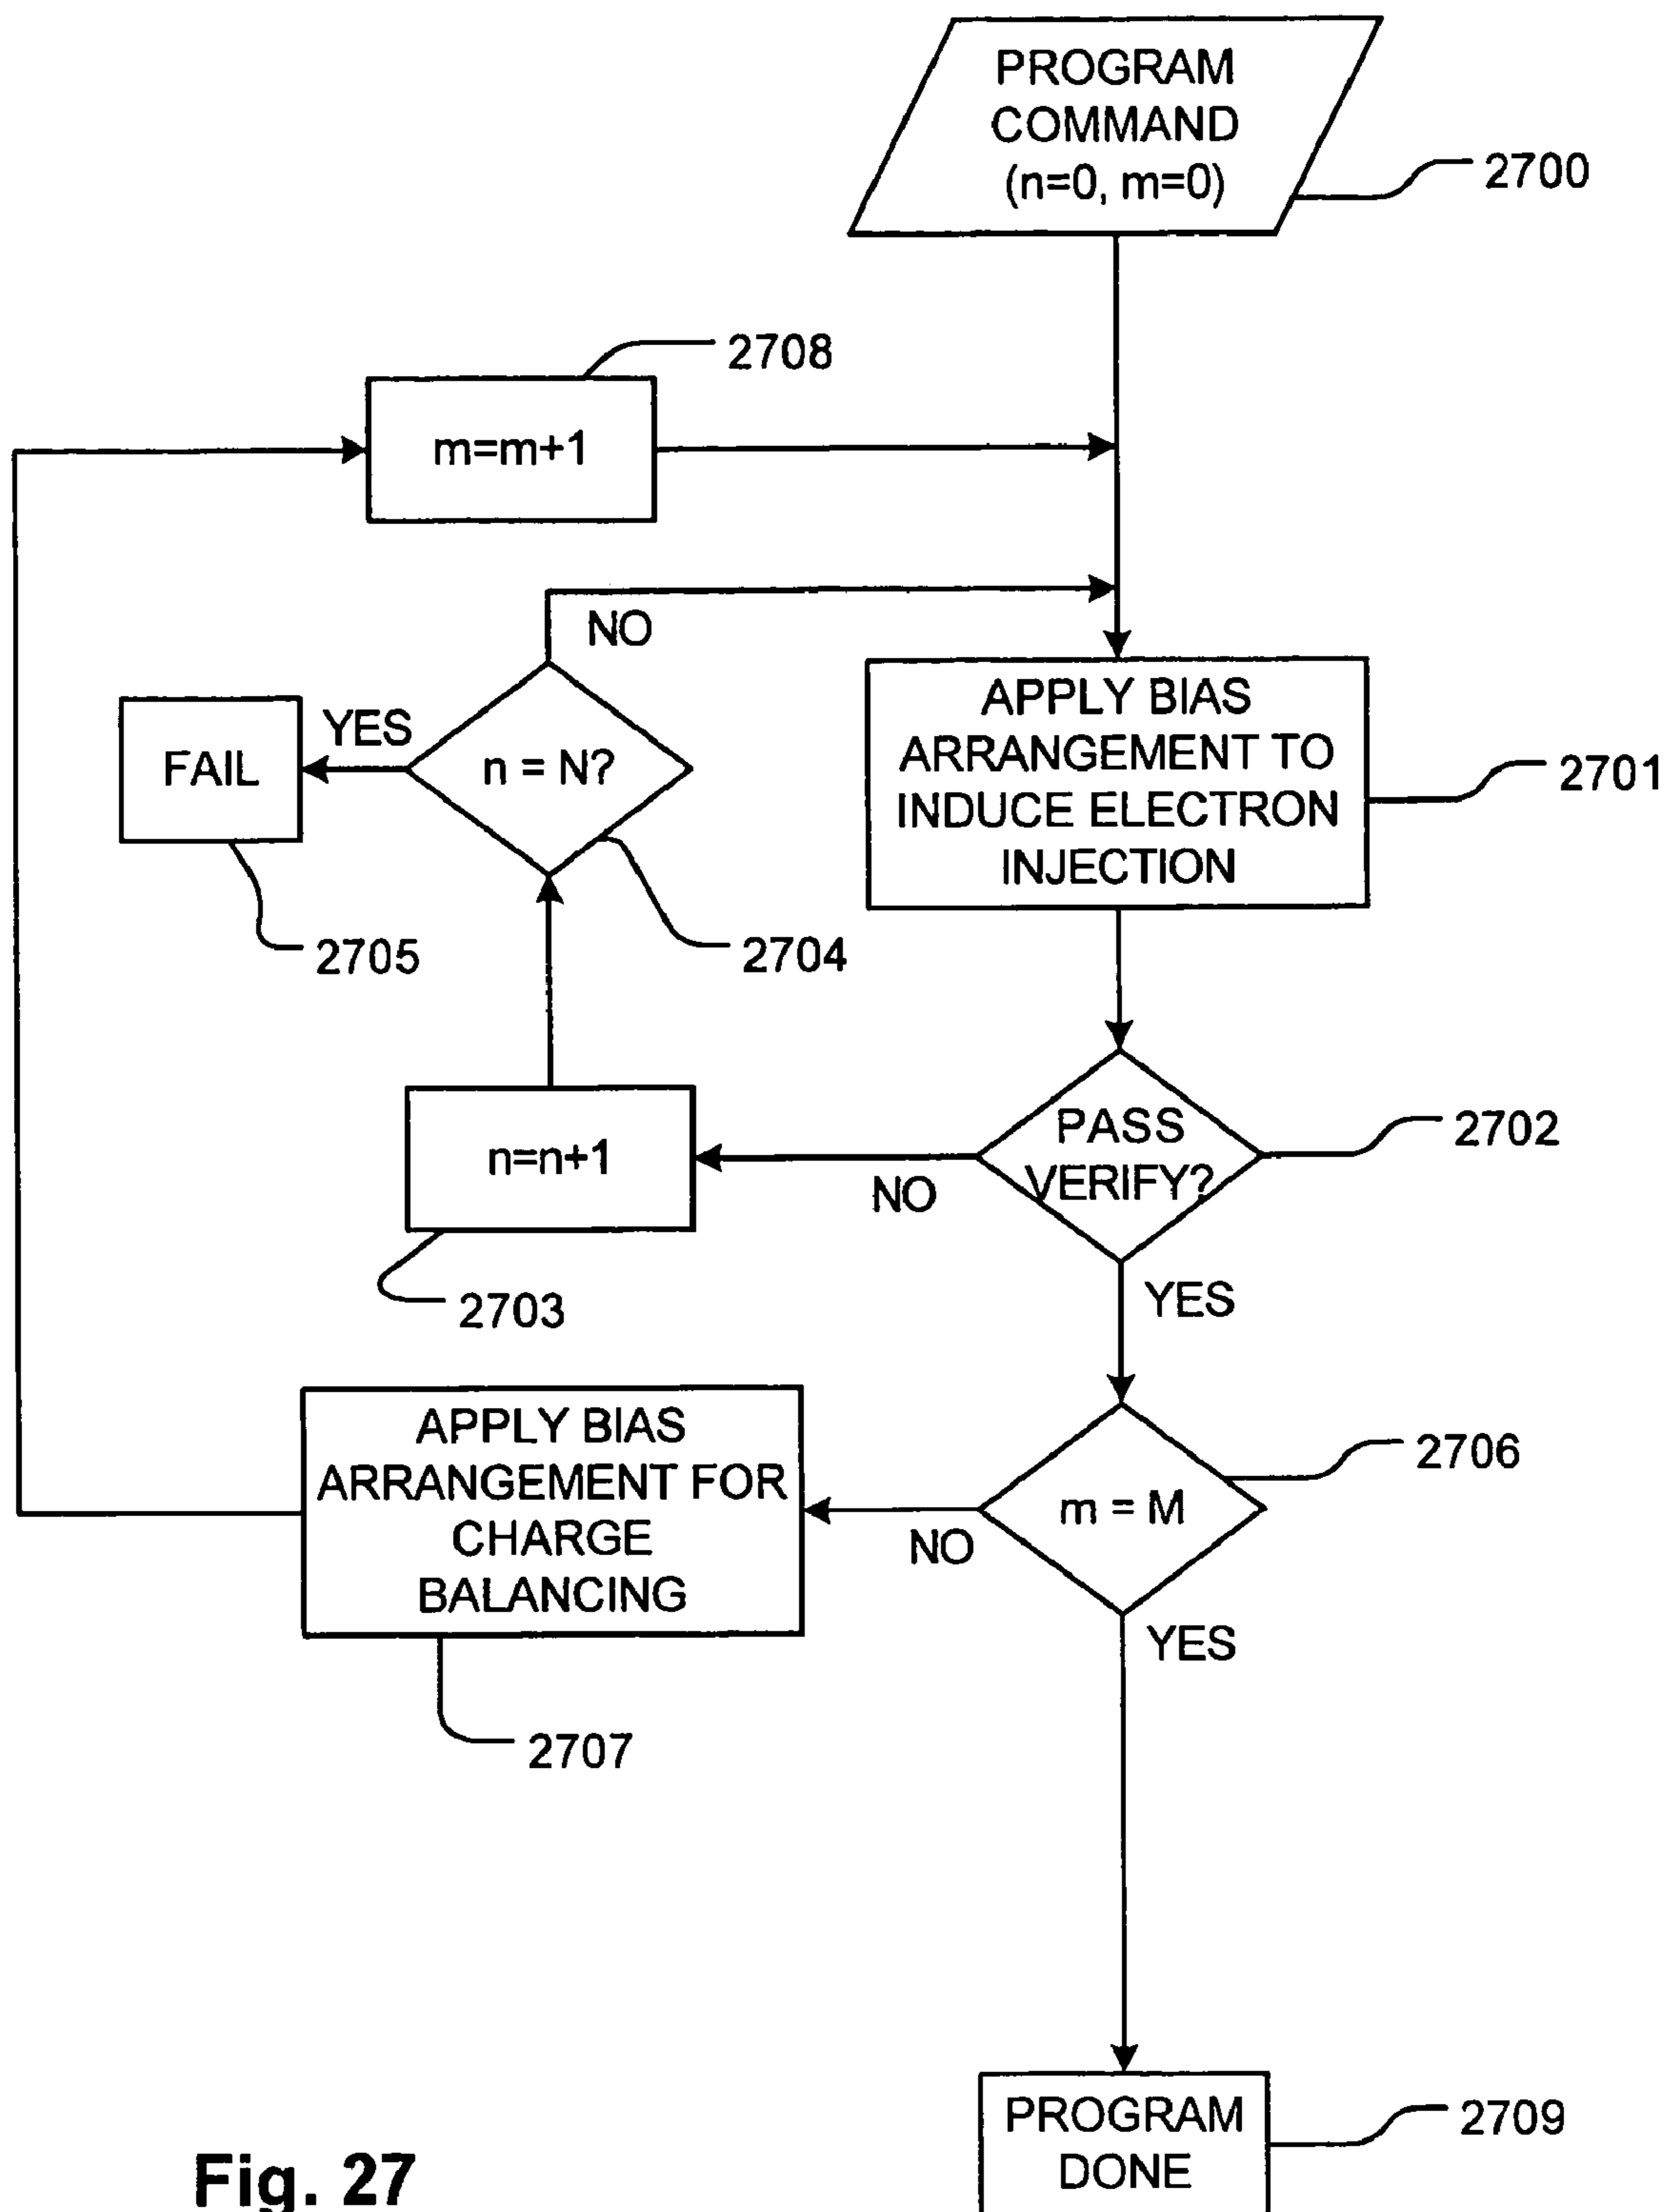 PROGRAM
COMMAND
(n=0, m=0)
2700
2708
m=m+1
NO
YES
FAIL
n = N?
APPLY BIAS
ARRANGEMENT TO
INDUCE ELECTRON
INJECTION
2701
2705
2704
n=n+1
NO
PASS
VERIFY?
2702
2703
YES
APPLY BIAS
ARRANGEMENT FOR
CHARGE
BALANCING
NO
m = M
2706
YES
2707
PROGRAM
DONE
2709
Fig. 27